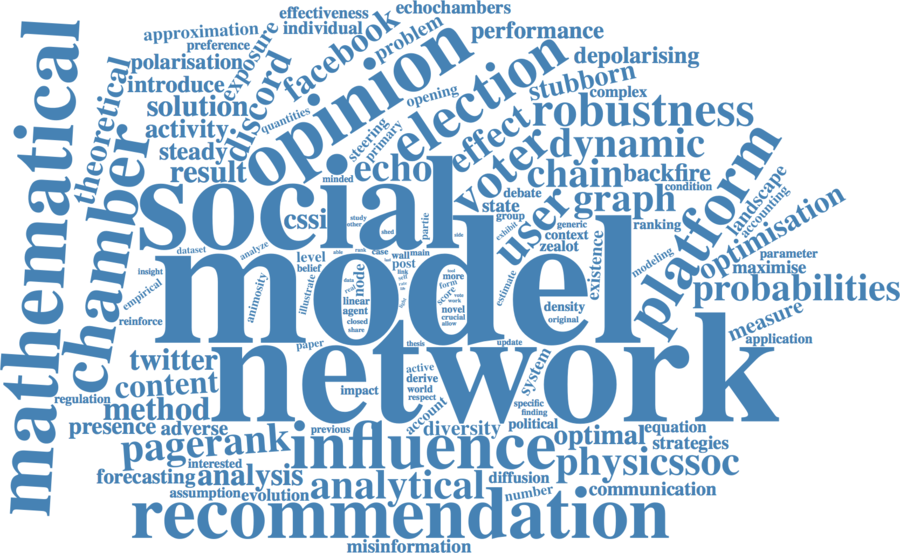 effectiveness
echochambers
approximation
individual
facebook
problem
performance
preference
exposure
polarisation
opinion
election
depolarising
theoretical
introduce
discord
opening
stubborn
complex
mathematical
solution
quantities
steering
primary
effect
robustness
activity
voter
dynamic
steady
echo
chain
backfire
platform
result
minded
debate
condition
landscape
chamber
social
state
user
graph
accounting
cssi
study
other
shed
partie
group
exhibit
generic
ranking
optimisation
side
context
zealot
existence
modeling
dataset
analyze
model
level
belief
able
rank
case
wall
main
post
parameter
insight
maximise
empirical
animosity
illustrate
data
real
node
link
more
form
score
vote
work
estimate
density
probabilities
linear
agent
light
novel
crucial
allow
original
reinforce
closed
share
measure
application
paper
thesis
update
network
twitter
content
active
derive
world
respect
system
regulation
method
impact
account
specific
finding
presence
adverse
previous
diversity
political
equation
pagerank
influence
optimal
strategies
interested
physicssoc
forecasting
analysis
analytical
diffusion
assumption
evolution
number
communication
recommendation
misinformation